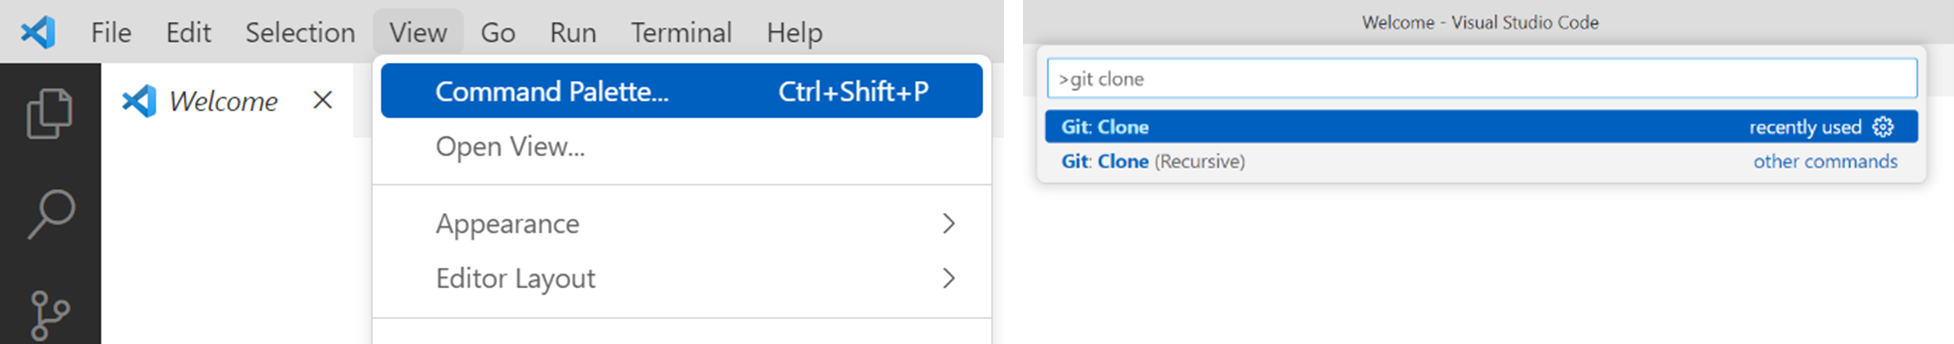 File Edit Selection View Go Run Terminal Help
Welcome
Command Palette... Ctrl+Shift+P
Open View...
Appearance
Editor Layout
Welcome - Visual Studio Code
>git clone
Git: Clone recently used
Git: Clone (Recursive) other commands